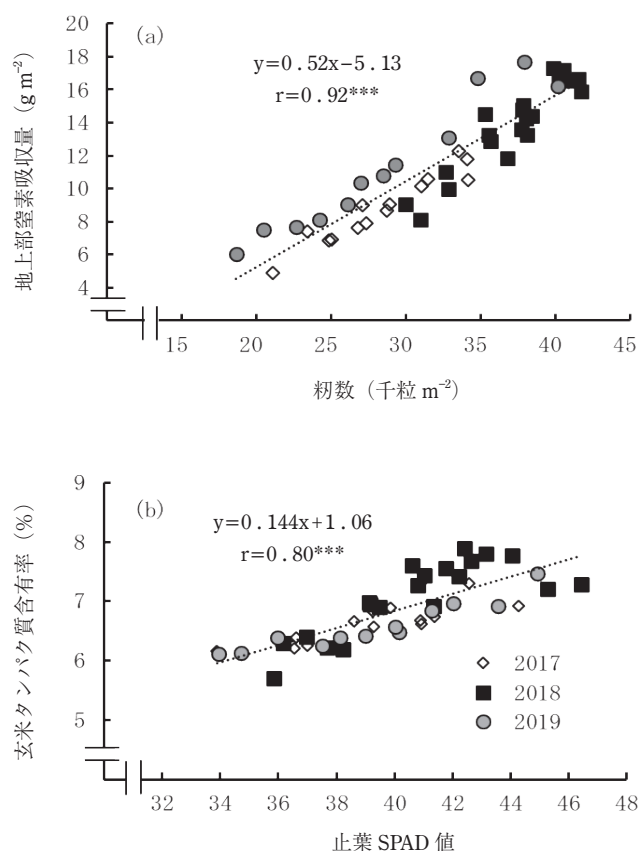 (a)
y=0.52x−5.13
r=0.92***
地上部窒素吸収量 (g m⁻²)
20
18
16
14
12
10
8
6
4
15 20 25 30 35 40 45
籾数（千粒 m⁻²）
(b)
y=0.144x+1.06
r=0.80***
玄米タンパク質含有率 (%)
9
8
7
6
5
2017
2018
2019
32 34 36 38 40 42 44 46 48
止葉 SPAD 値